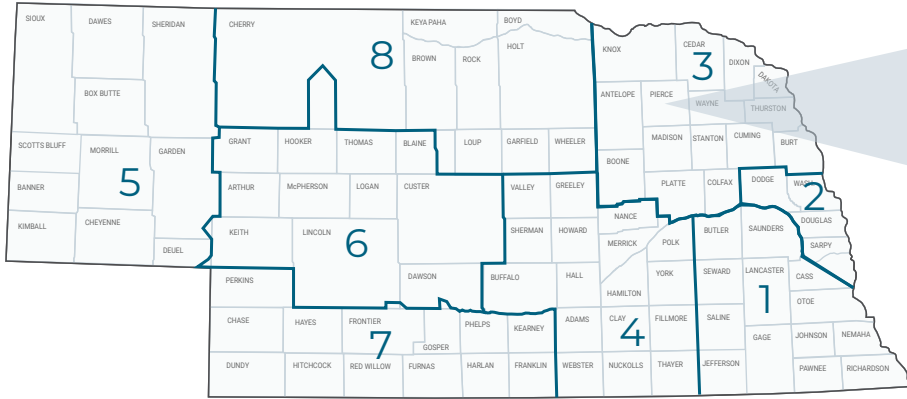 SIOUX DAWES SHERIDAN CHERRY KEYA PAHA BOYD
8 BROWN ROCK HOLT KNOX CEDAR 3 DIXON DAKOTA
BOX BUTTE ANTELOPE PIERCE WAYNE THURSTON
SCOTTS BLUFF MORRILL GARDEN GRANT HOOKER THOMAS BLAINE LOUP GARFIELD WHEELER MADISON STANTON CUMING BURT
BOONE
BANNER 5 ARTHUR McPHERSON LOGAN CUSTER VALLEY GREELEY PLATTE COLFAX DODGE 2
KIMBALL CHEYENNE DEUEL KEITH LINCOLN 6 SHERMAN HOWARD NANCE MERRICK POLK BUTLER SAUNDERS DOUGLAS
SARPY
PERKINS DAWSON BUFFALO HALL HAMILTON YORK SEWARD LANCASTER 1 CASS
OTOE
CHASE HAYES FRONTIER 7 GOSPER PHELPS KEARNEY ADAMS CLAY 4 FILLMORE SALINE GAGE JOHNSON NEMAHA
DUNDY HITCHCOCK RED WILLOW FURNAS HARLAN FRANKLIN WEBSTER NUCKOLLS THAYER JEFFERSON PAWNEE RICHARDSON